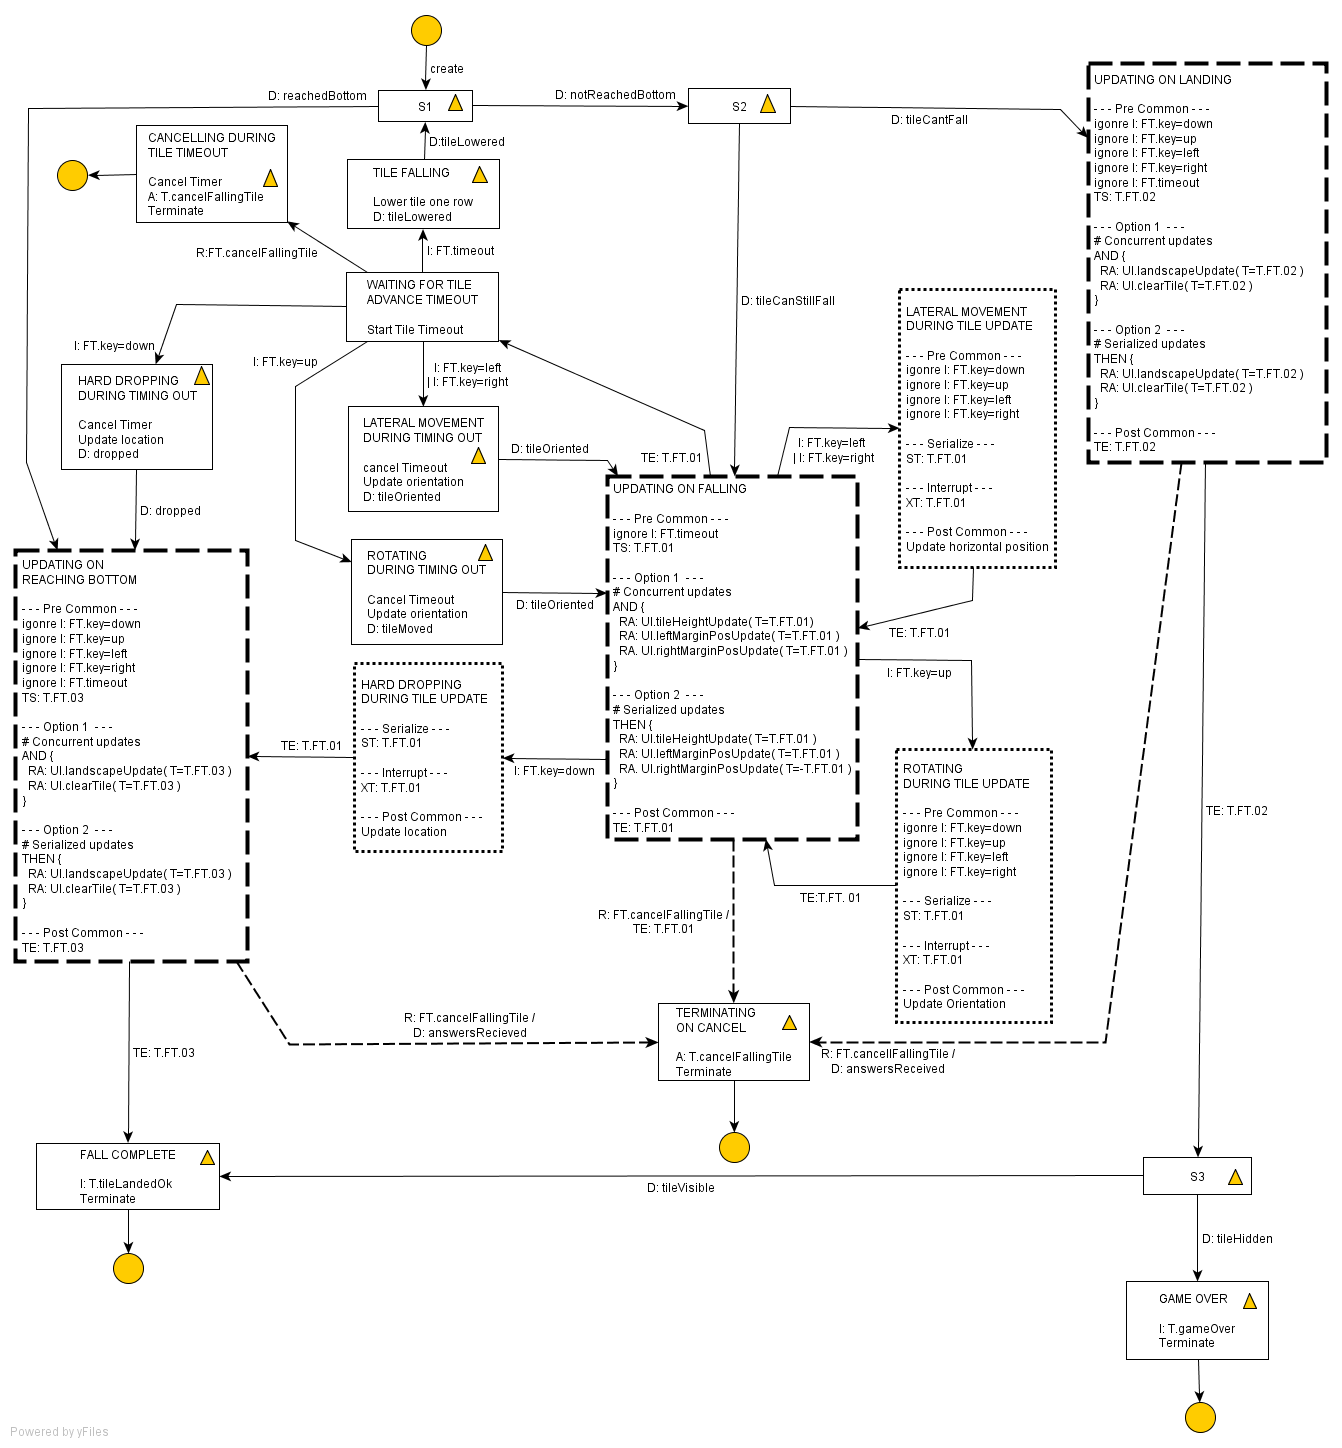 create
D: reachedBottom
S1
D: notReachedBottom
S2
D: tileCantFall
UPDATING ON LANDING
- - - Pre Common - - -
igonre I: FT.key=down
ignore I: FT.key=up
ignore I: FT.key=left
ignore I: FT.key=right
ignore I: FT.timeout
TS: T.FT.02
- - - Option 1 - - -
# Concurrent updates
AND {
RA: UI.landscapeUpdate( T=T.FT.02 )
RA: UI.clearTile( T=T.FT.02 )
}
- - - Option 2 - - -
# Serialized updates
THEN {
RA: UI.landscapeUpdate( T=T.FT.02 )
RA: UI.clearTile( T=T.FT.02 )
}
- - - Post Common - - -
TE: T.FT.02
CANCELLING DURING
TILE TIMEOUT
Cancel Timer
A: T.cancelFallingTile
Terminate
D:tileLowered
TILE FALLING
Lower tile one row
D: tileLowered
R:FT.cancelFallingTile
I: FT.timeout
WAITING FOR TILE
ADVANCE TIMEOUT
Start Tile Timeout
D: tileCanStillFall
I: FT.key=down
I: FT.key=up
I: FT.key=left
| I: FT.key=right
HARD DROPPING
DURING TIMING OUT
Cancel Timer
Update location
D: dropped
LATERAL MOVEMENT
DURING TIMING OUT
cancel Timeout
Update orientation
D: tileOriented
D: tileOriented
TE: T.FT.01
I: FT.key=left
| I: FT.key=right
LATERAL MOVEMENT
DURING TILE UPDATE
- - - Pre Common - - -
igonre I: FT.key=down
ignore I: FT.key=up
ignore I: FT.key=left
ignore I: FT.key=right
- - - Serialize - - -
ST: T.FT.01
- - - Interrupt - - -
XT: T.FT.01
- - - Post Common - - -
Update horizontal position
D: dropped
ROTATING
DURING TIMING OUT
Cancel Timeout
Update orientation
D: tileMoved
D: tileOriented
UPDATING ON FALLING
- - - Pre Common - - -
ignore I: FT.timeout
TS: T.FT.01
- - - Option 1 - - -
# Concurrent updates
AND {
RA: UI.tileHeightUpdate( T=T.FT.01)
RA: UI.leftMarginPosUpdate( T=T.FT.01 )
RA. UI.rightMarginPosUpdate( T=T.FT.01 )
}
- - - Option 2 - - -
# Serialized updates
THEN {
RA: UI.tileHeightUpdate( T=T.FT.01 )
RA: UI.leftMarginPosUpdate( T=T.FT.01 )
RA: UI.rightMarginPosUpdate( T=-T.FT.01 )
}
- - - Post Common - - -
TE: T.FT.01
TE: T.FT.01
I: FT.key=up
UPDATING ON
REACHING BOTTOM
- - - Pre Common - - -
igonre I: FT.key=down
ignore I: FT.key=up
ignore I: FT.key=left
ignore I: FT.key=right
ignore I: FT.timeout
TS: T.FT.03
- - - Option 1 - - -
# Concurrent updates
AND {
RA: UI.landscapeUpdate( T=T.FT.03 )
RA: UI.clearTile( T=T.FT.03 )
}
- - - Option 2 - - -
# Serialized updates
THEN {
RA: UI.landscapeUpdate( T=T.FT.03 )
RA: UI.clearTile( T=T.FT.03 )
}
- - - Post Common - - -
TE: T.FT.03
TE: T.FT.01
HARD DROPPING
DURING TILE UPDATE
- - - Serialize - - -
ST: T.FT.01
- - - Interrupt - - -
XT: T.FT.01
- - - Post Common - - -
Update location
I: FT.key=down
ROTATING
DURING TILE UPDATE
- - - Pre Common - - -
igonre I: FT.key=down
ignore I: FT.key=up
ignore I: FT.key=left
ignore I: FT.key=right
- - - Serialize - - -
ST: T.FT.01
- - - Interrupt - - -
XT: T.FT.01
- - - Post Common - - -
Update Orientation
TE: T.FT.02
TE:T.FT. 01
R: FT.cancelFallingTile /
TE: T.FT.01
R: FT.cancelFallingTile /
D: answersRecieved
TERMINATING
ON CANCEL
A: T.cancelFallingTile
Terminate
R: FT.cancellFallingTile /
D: answersReceived
TE: T.FT.03
FALL COMPLETE
I: T.tileLandedOk
Terminate
D: tileVisible
S3
D: tileHidden
GAME OVER
I: T.gameOver
Terminate
Powered by yFiles